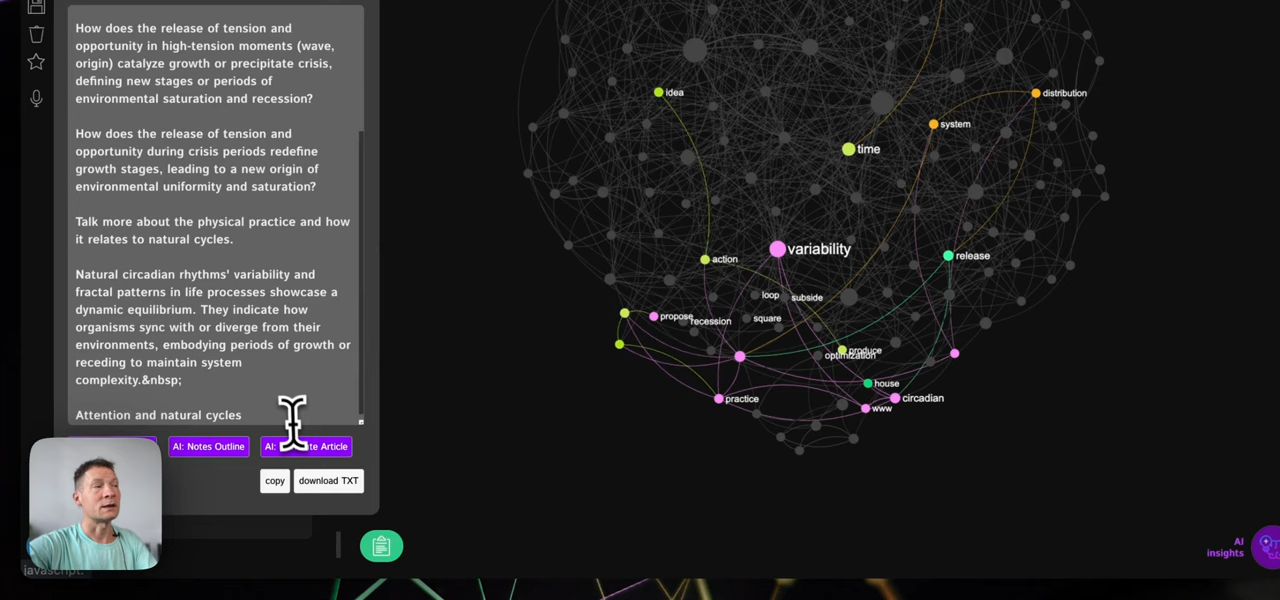 How does the release of tension and
opportunity in high-tension moments (wave,
origin) catalyze growth or precipitate crisis,
defining new stages or periods of
environmental saturation and recession?
How does the release of tension and
opportunity during crisis periods redefine
growth stages, leading to a new origin of
environmental uniformity and saturation?
Talk more about the physical practice and how
it relates to natural cycles.
Natural circadian rhythms' variability and
fractal patterns in life processes showcase a
dynamic equilibrium. They indicate how
organisms sync with or diverge from their
environments, embodying periods of growth or
receding to maintain system
complexity.&nbsp;
Attention and natural cycles
AI: Notes Outline
AI: te Article
copy
download TXT
javascript:
idea
distribution
system
time
variability
action
release
loop
subside
propose
recession
square
produce
optimization
house
practice
circadian
www
AI
insights